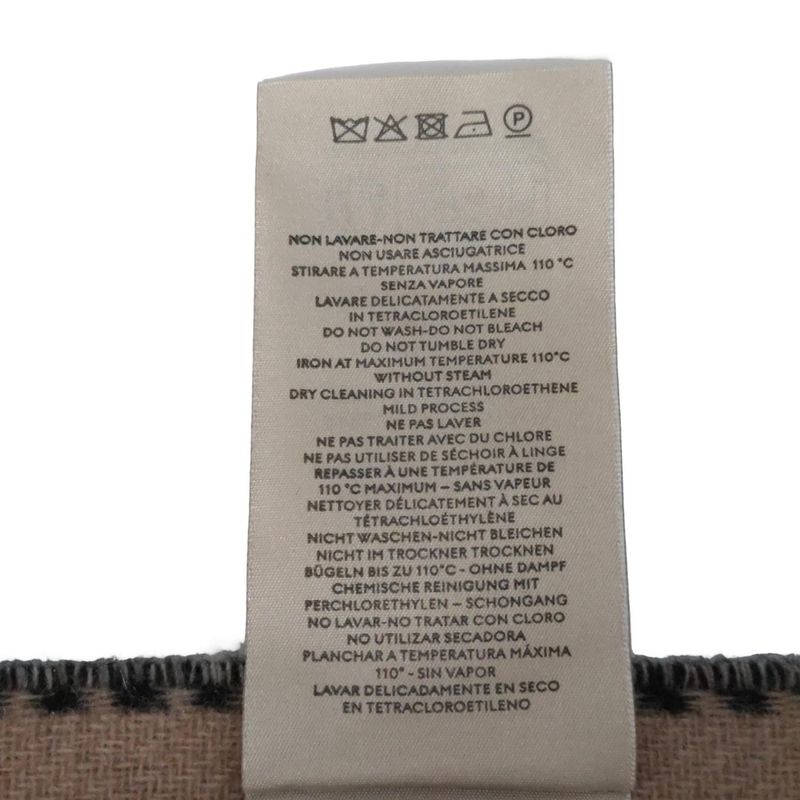 P
NON LAVARE-NON TRATTARE CON CLORO
NON USARE ASCIUGATRICE
STIRARE A TEMPERATURA MASSIMA 110 °C
SENZA VAPORE
LAVARE DELICATAMENTE A SECCO
IN TETRACLOROETILENE
DO NOT WASH-DO NOT BLEACH
DO NOT TUMBLE DRY
IRON AT MAXIMUM TEMPERATURE 110°C
WITHOUT STEAM
DRY CLEANING IN TETRACHLOROETHENE
MILD PROCESS
NE PAS LAVER
NE PAS TRAITER AVEC DU CHLORE
NE PAS UTILISER DE SÉCHOIR À LINGE
REPASSER À UNE TEMPÉRATURE DE
110 °C MAXIMUM – SANS VAPEUR
NETTOYER DÉLICATEMENT À SEC AU
TÉTRACHLOÉTHYLÈNE
NICHT WASCHEN-NICHT BLEICHEN
NICHT IM TROCKNER TROCKNEN
BÜGELN BIS ZU 110°C - OHNE DAMPF
CHEMISCHE REINIGUNG MIT
PERCHLORETHYLEN – SCHONGANG
NO LAVAR-NO TRATAR CON CLORO
NO UTILIZAR SECADORA
PLANCHAR A TEMPERATURA MÁXIMA
110° - SIN VAPOR
LAVAR DELICADAMENTE EN SECO
EN TETRACLOROETILENO